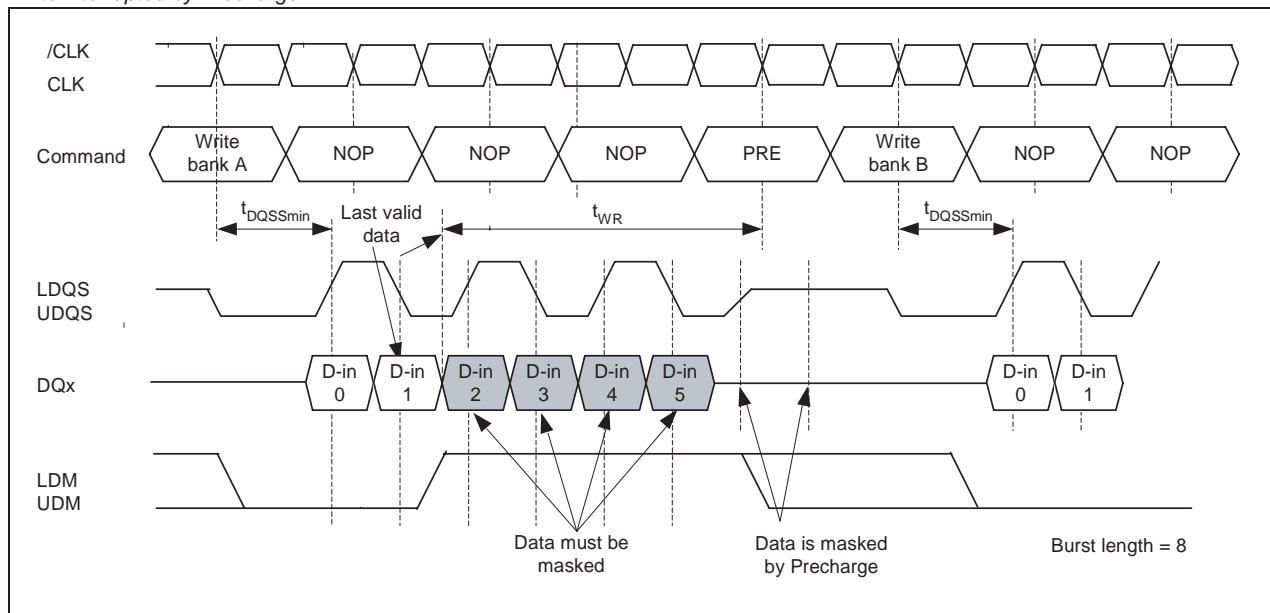 /CLK
CLK
Command
Write
bank A
NOP
NOP
NOP
PRE
Write
bank B
NOP
NOP
tDQSSmin
Last valid
data
tWR
tDQSSmin
LDQS
UDQS
DQx
D-in
0
D-in
1
D-in
2
D-in
3
D-in
4
D-in
5
D-in
0
D-in
1
LDM
UDM
Data must be
masked
Data is masked
by Precharge
Burst length = 8